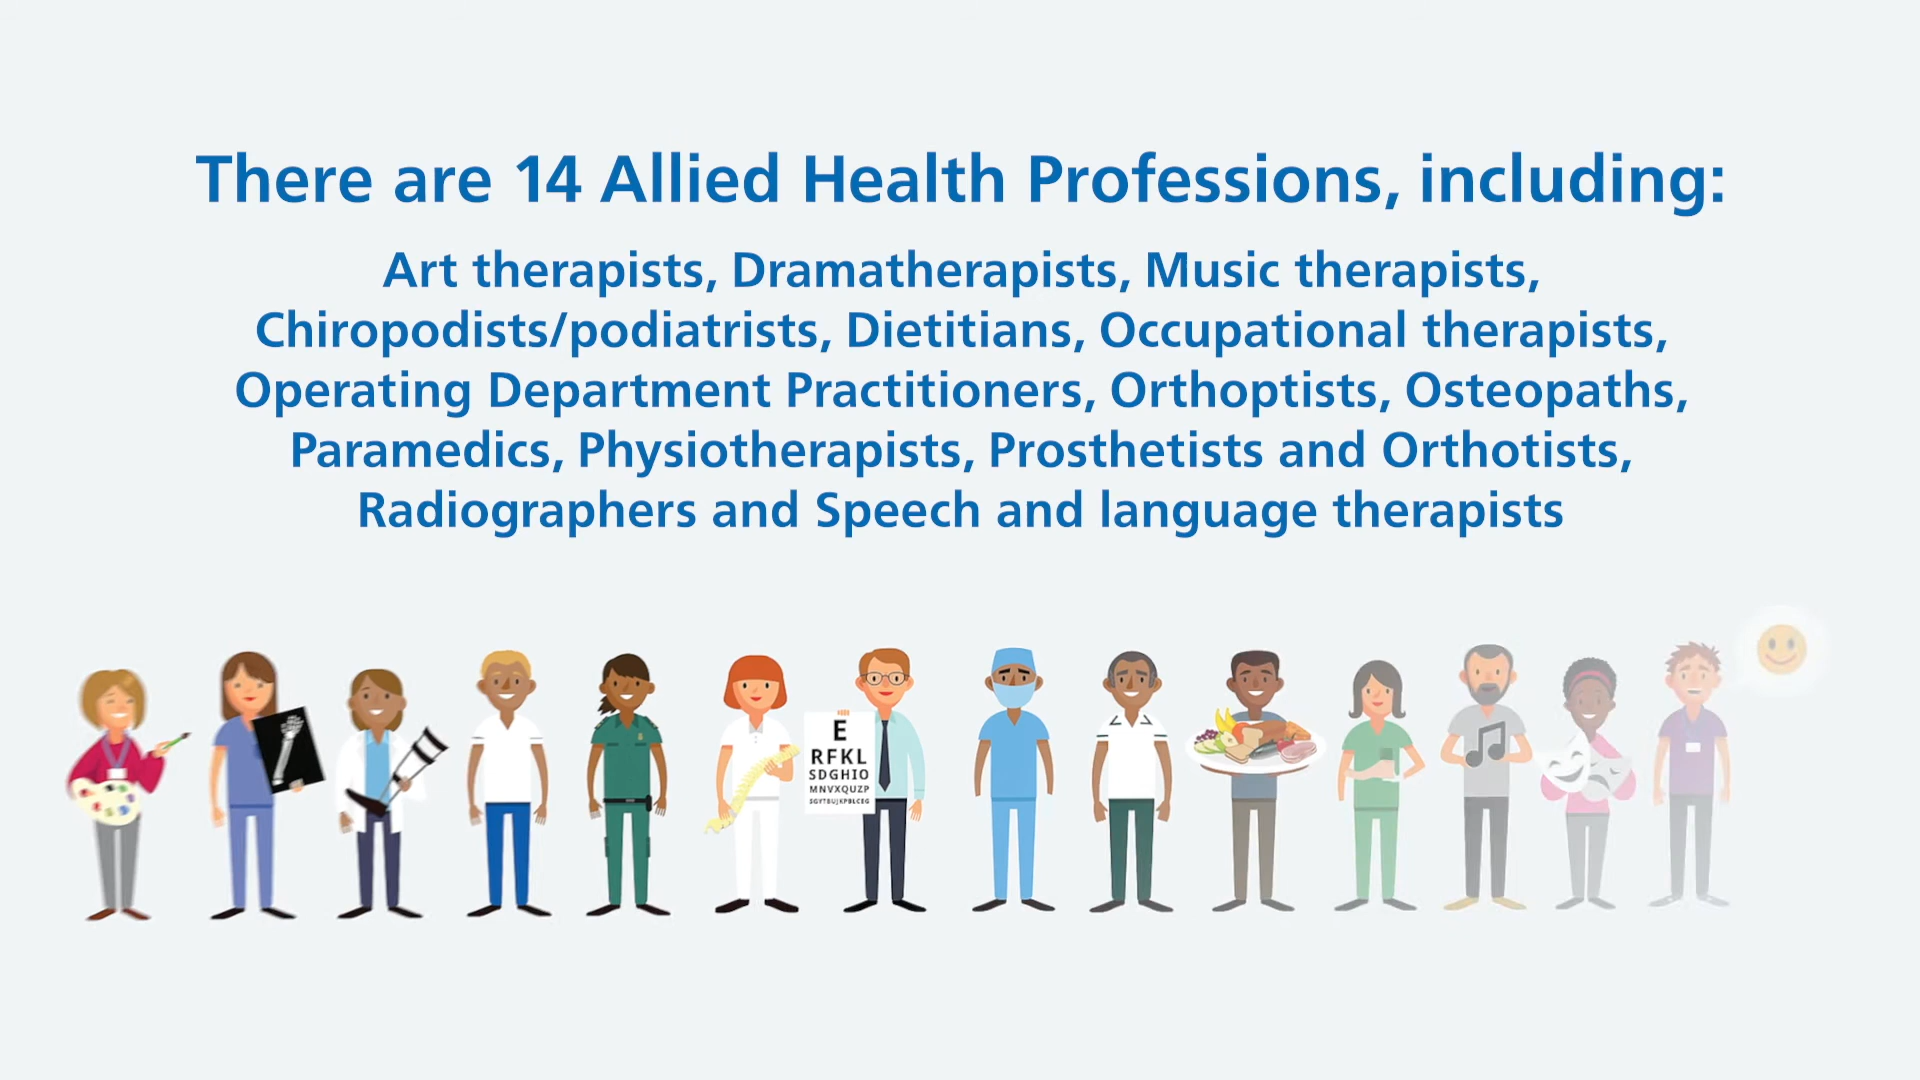 There are 14 Allied Health Professions, including:
Art therapists, Dramatherapists, Music therapists,
Chiropodists/podiatrists, Dietitians, Occupational therapists,
Operating Department Practitioners, Orthoptists, Osteopaths,
Paramedics, Physiotherapists, Prosthetists and Orthotists,
Radiographers and Speech and language therapists
E
RFKL
SDGHIO
MNVXQUZP